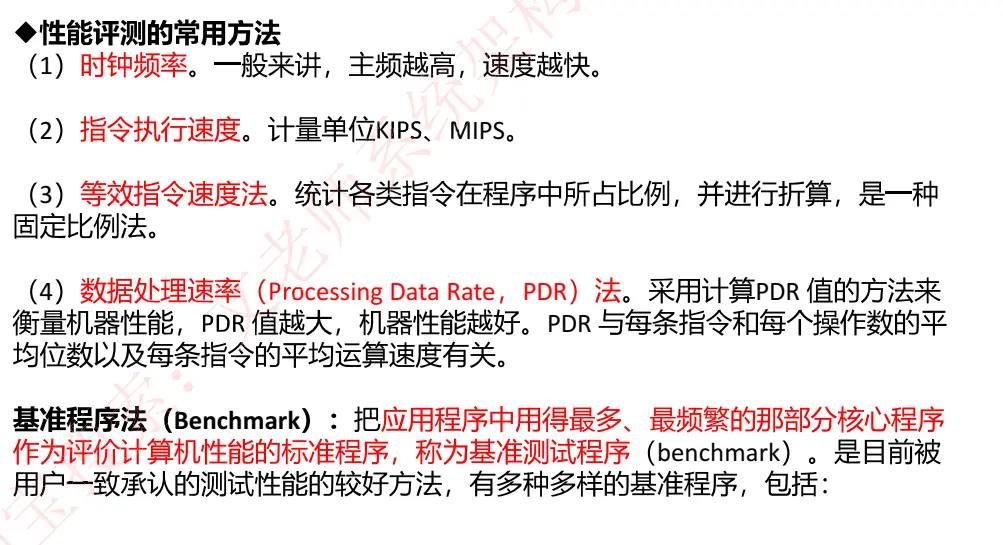 ◆性能评测的常用方法
（1）时钟频率。一般来讲，主频越高，速度越快。
（2）指令执行速度。计量单位KIPS、MIPS。
（3）等效指令速度法。统计各类指令在程序中所占比例，并进行折算，是一种
固定比例法。
（4）数据处理速率（Processing Data Rate，PDR）法。采用计算PDR 值的方法来
衡量机器性能，PDR 值越大，机器性能越好。PDR 与每条指令和每个操作数的平
均位数以及每条指令的平均运算速度有关。
基准程序法（Benchmark）：把应用程序中用得最多、最频繁的那部分核心程序
作为评价计算机性能的标准程序，称为基准测试程序（benchmark）。是目前被
用户一致承认的测试性能的较好方法，有多种多样的基准程序，包括：
宝搜索：文老师系统架构